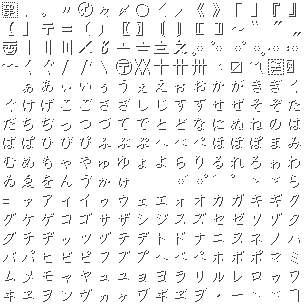 、 。 〃 〄 々 〆 〇 〈 〉 《 》 「 」 『 』
【 】 〒 〓 〔 〕 〖 〗 〘 〙 〚 〛 〜 〝 〞 〟
〠 〡 〢 〣 〤 〥 〦 〧 〨 〩
〰 〱 〲 〳 〴 〵 〶 〷 〸 〹 〺 〻 〼 〽 〾
ぁ あ ぃ い ぅ う ぇ え ぉ お か が き ぎ く
ぐ け げ こ ご さ ざ し じ す ず せ ぜ そ ぞ た
だ ち ぢ っ つ づ て で と ど な に ぬ ね の は
ば ぱ ひ び ぴ ふ ぶ ぷ へ べ ぺ ほ ぼ ぽ ま み
む め も ゃ や ゅ ゆ ょ よ ら り る れ ろ ゎ わ
ゐ ゑ を ん ゔ ゕ ゖ ゛ ゜ ゝ ゞ ゟ
゠ ァ ア ィ イ ゥ ウ ェ エ ォ オ カ ガ キ ギ ク
グ ケ ゲ コ ゴ サ ザ シ ジ ス ズ セ ゼ ソ ゾ タ
ダ チ ヂ ッ ツ ヅ テ デ ト ド ナ ニ ヌ ネ ノ ハ
バ パ ヒ ビ ピ フ ブ プ ヘ ベ ペ ホ ボ ポ マ ミ
ム メ モ ャ ヤ ュ ユ ョ ヨ ラ リ ル レ ロ ヮ ワ
ヰ ヱ ヲ ン ヴ ヵ ヶ ヷ ヸ ヹ ヺ ・ ー ヽ ヾ ヿ